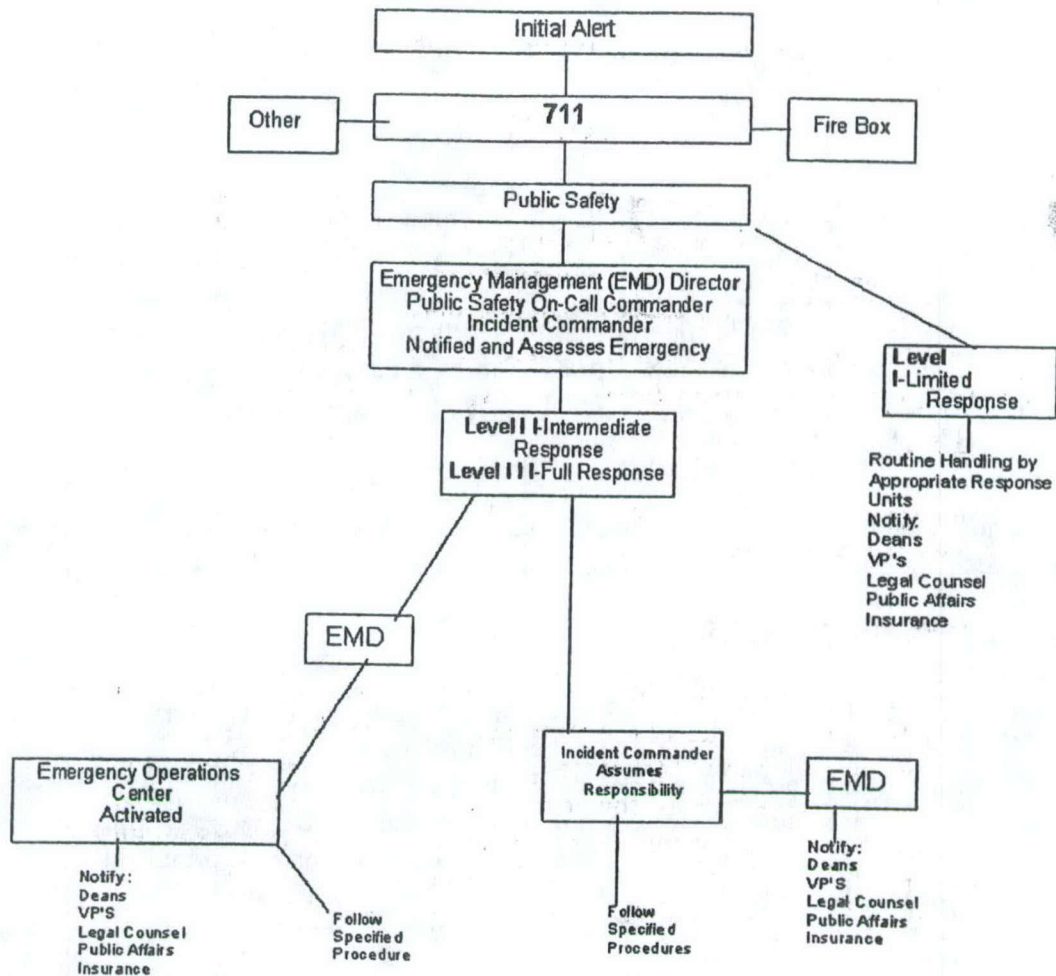 Initial Alert
Other
711
Fire Box
Public Safety
Emergency Management (EMD) Director
Public Safety On-Call Commander
Incident Commander
Notified and Assesses Emergency
Level
I-Limited
Response
Routine Handling by
Appropriate Response
Units
Notify:
Deans
VP's
Legal Counsel
Public Affairs
Insurance
Level I I-Intermediate
Response
Level I I I-Full Response
EMD
Emergency Operations
Center
Activated
Notify:
Deans
VP'S
Legal Counsel
Public Affairs
Insurance
Follow
Specified
Procedure
Incident Commander
Assumes
Responsibility
Follow
Specified
Procedures
EMD
Notify:
Deans
VP'S
Legal Counsel
Public Affairs
Insurance